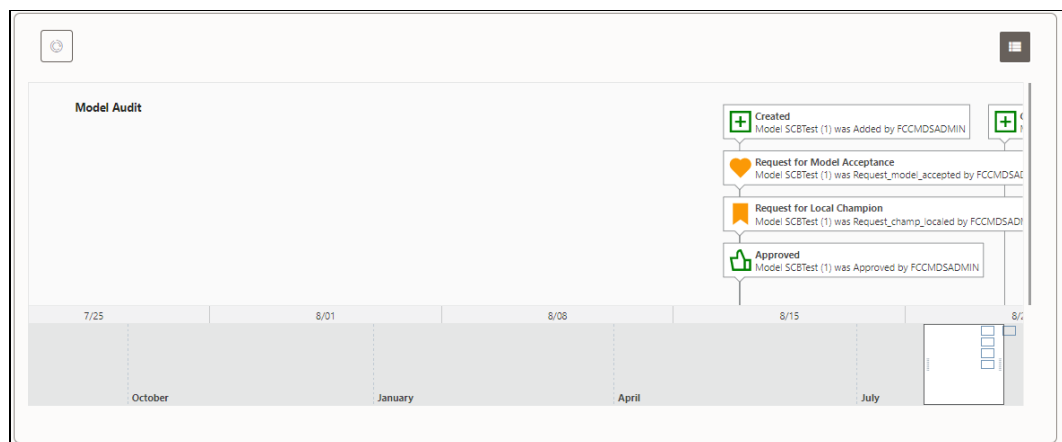 Model Audit
Created
Model SCBTest (1) was Added by FCCMDSADMIN
Request for Model Acceptance
Model SCBTest (1) was Request_model_accepted by
Request for Local Champion
Model SCBTest (1) was Request_champ_localed by
Approved
Model SCBTest (1) was Approved by FCCMDSADMIN
7/25 8/01 8/08 8/15
October January April July